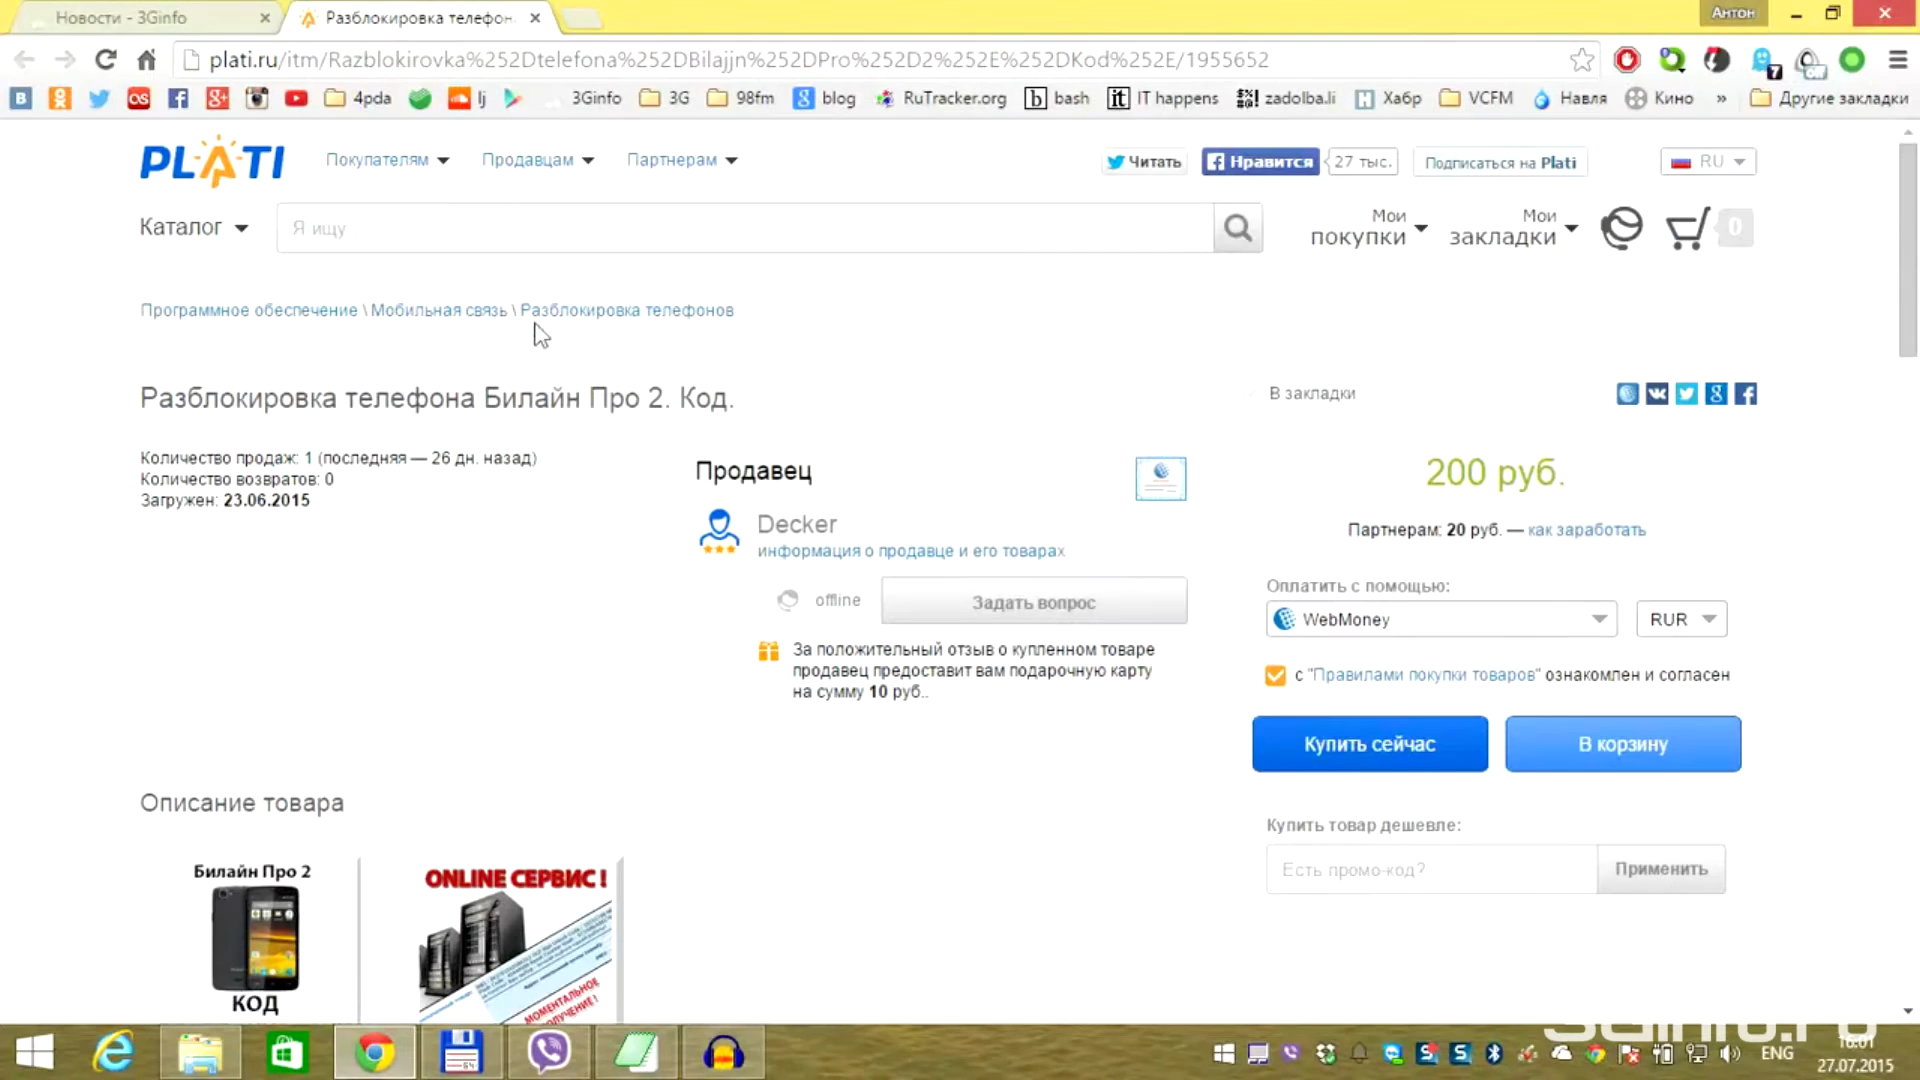 Новости - 3Ginfo
Разблокировка телефон
Антон
plati.ru/itm/Razblokirovka%252Dtelefona%252DBilajjn%252DPro%252D2%252E%252DKod%252E/1955652
4pda
lj
3Ginfo
3G
98fm
blog
RuTracker.org
bash
IT happens
zadolba.li
Хабр
VCFM
Навля
Кино
»
Другие закладки
PLATI
Покупателям
Продавцам
Партнерам
Читать
Нравится
27 тыс.
Подписаться на Plati
RU
Каталог
Я ищу
Мои покупки
Мои закладки
0
Программное обеспечение \ Мобильная связь \ Разблокировка телефонов
Разблокировка телефона Билайн Про 2. Код.
В закладки
Количество продаж: 1 (последняя — 26 дн. назад)
Количество возвратов: 0
Загружен: 23.06.2015
Продавец
Decker
информация о продавце и его товарах
offline
Задать вопрос
За положительный отзыв о купленном товаре
продавец предоставит вам подарочную карту
на сумму 10 руб..
200 руб.
Партнерам: 20 руб. — как заработать
Оплатить с помощью:
WebMoney
RUR
с "Правилами покупки товаров" ознакомлен и согласен
Купить сейчас
В корзину
Купить товар дешевле:
Есть промо-код?
Применить
Описание товара
Билайн Про 2
КОД
ONLINE СЕРВИС !
МОМЕНТАЛЬНОЕ
ПОЛУЧЕНИЕ !
3Ginfo.ru
ENG
16:01
27.07.2015